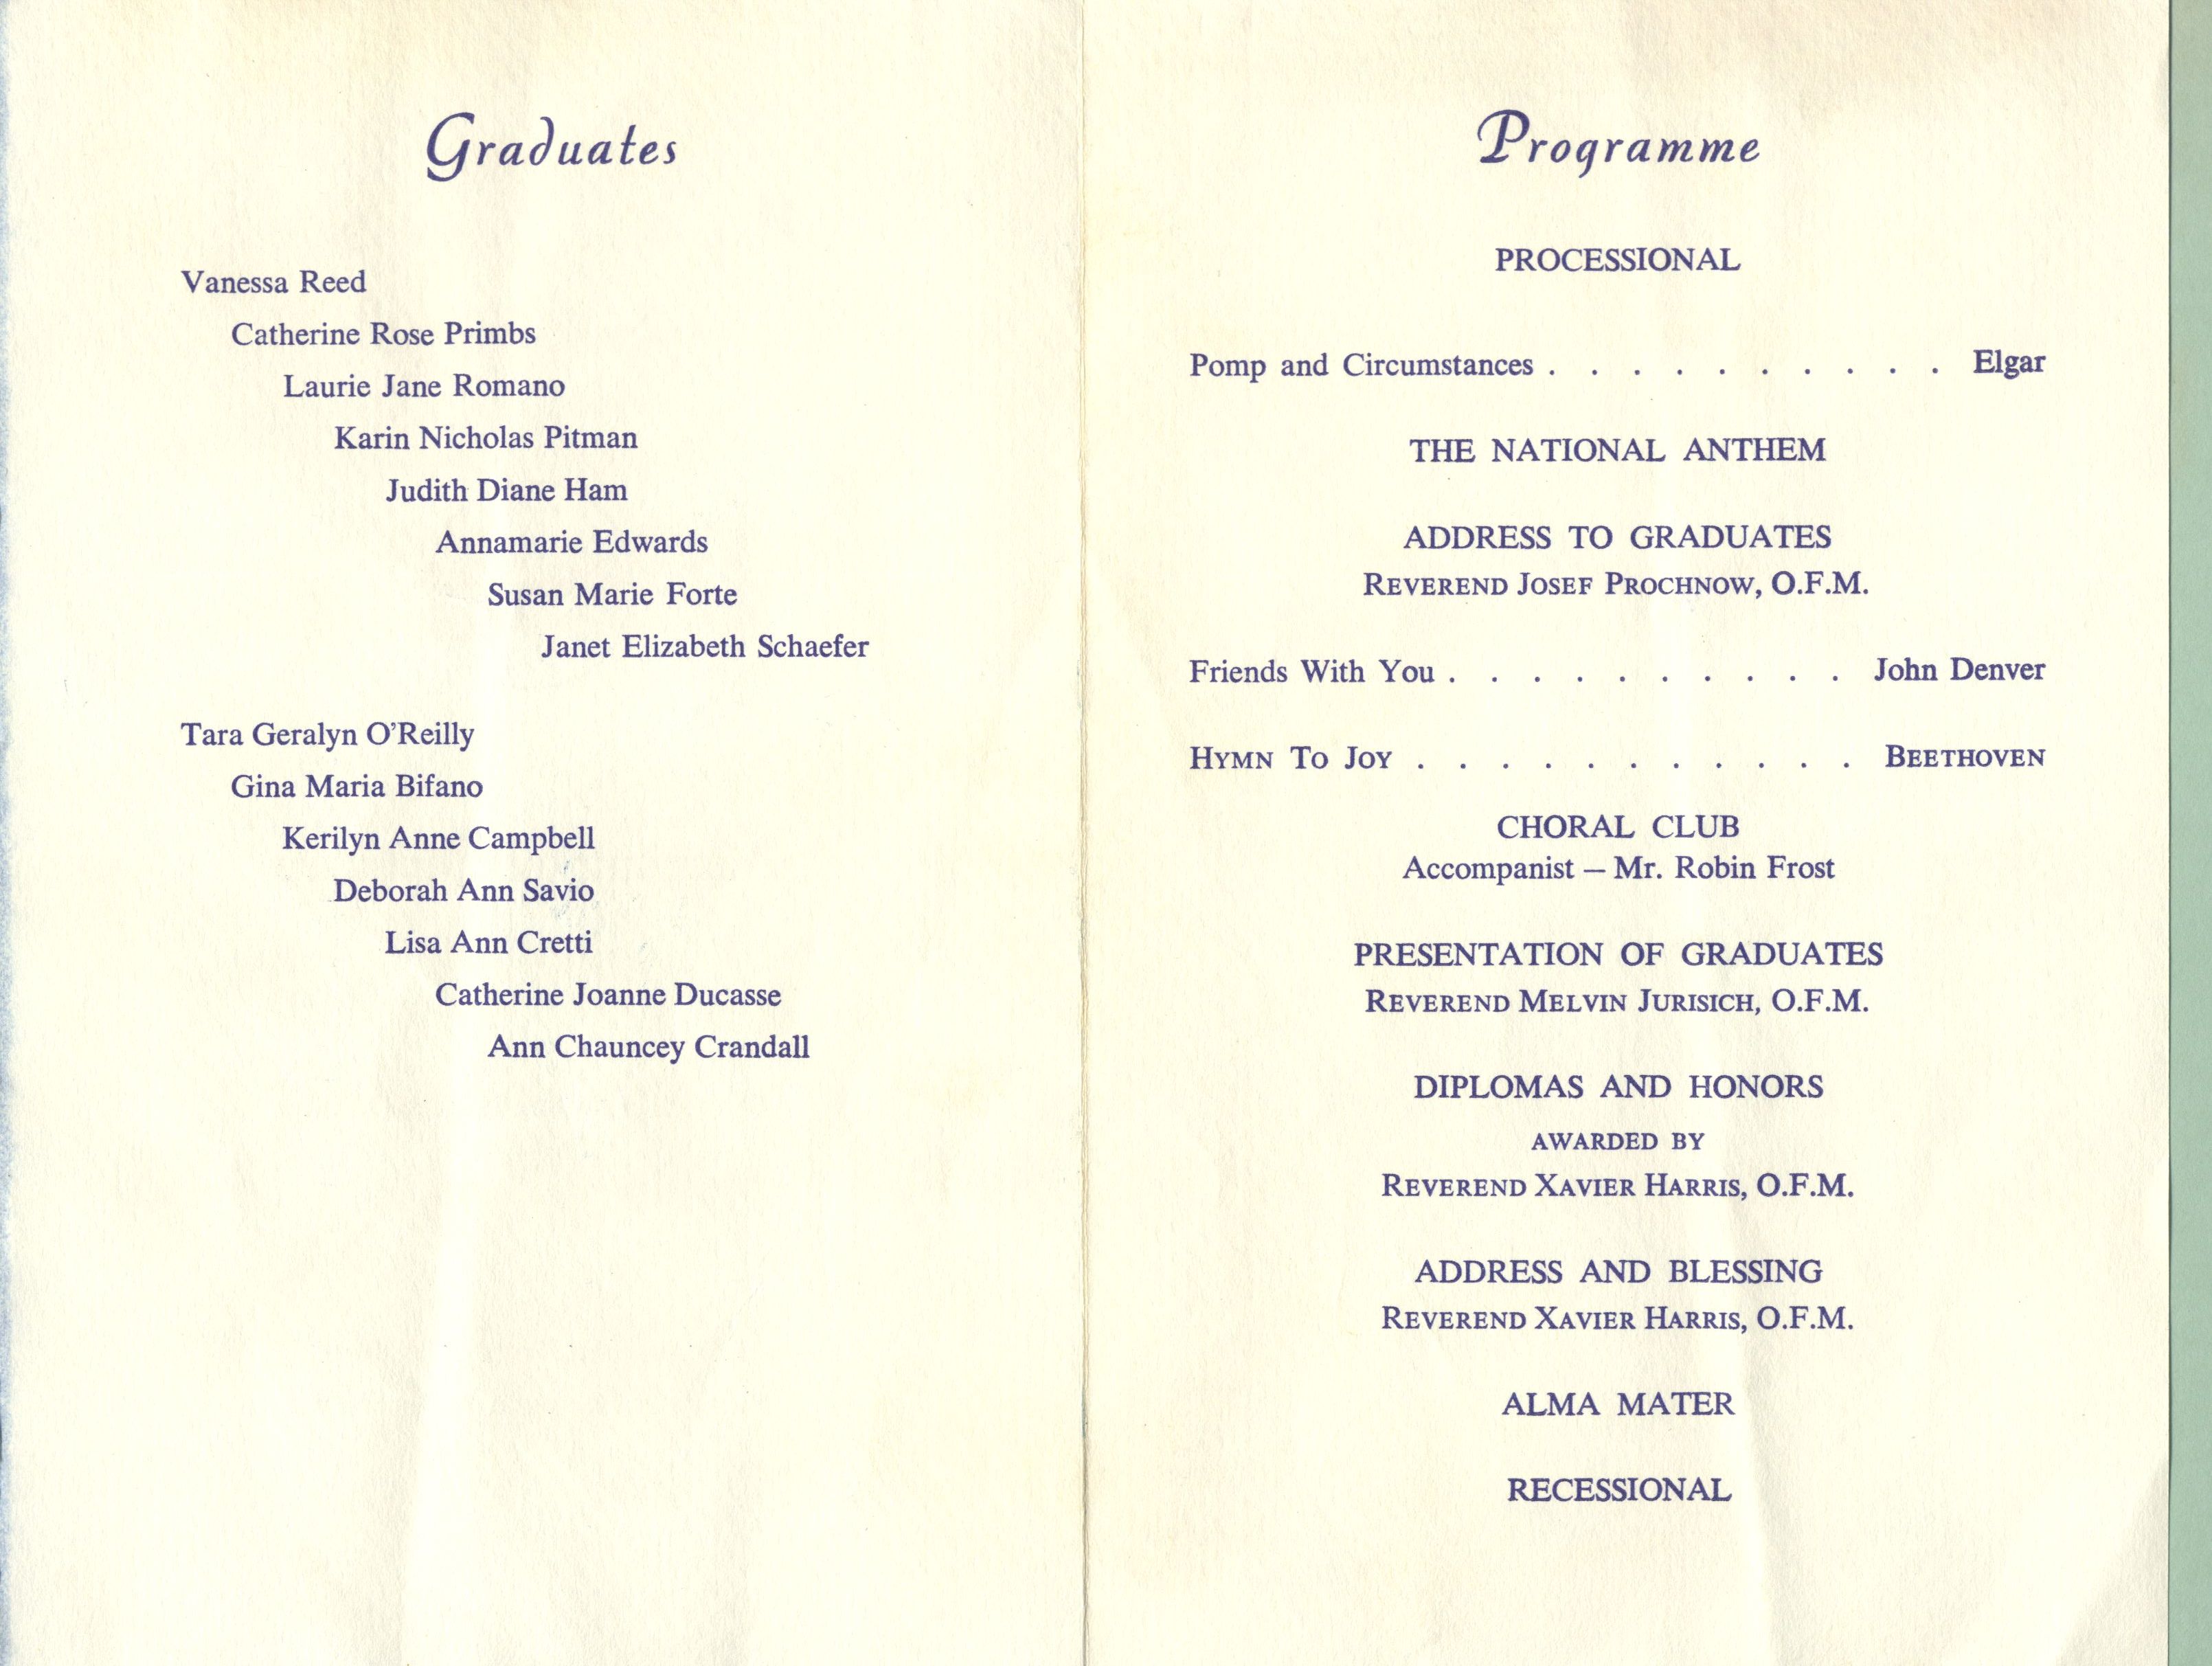 Graduates
Vanessa Reed
Catherine Rose Primbs
Laurie Jane Romano
Karin Nicholas Pitman
Judith Diane Ham
Annamarie Edwards
Susan Marie Forte
Janet Elizabeth Schaefer
Tara Geralyn O'Reilly
Gina Maria Bifano
Kerilyn Anne Campbell
Deborah Ann Savio
Lisa Ann Cretti
Catherine Joanne Ducasse
Ann Chauncey Crandall
Programme
PROCESSIONAL
Pomp and Circumstances . . . . . . . . . . Elgar
THE NATIONAL ANTHEM
ADDRESS TO GRADUATES
REVEREND JOSEF PROCHNOW, O.F.M.
Friends With You . . . . . . . . . . John Denver
HYMN TO JOY . . . . . . . . . . . BEETHOVEN
CHORAL CLUB
Accompanist — Mr. Robin Frost
PRESENTATION OF GRADUATES
REVEREND MELVIN JURISICH, O.F.M.
DIPLOMAS AND HONORS
AWARDED BY
REVEREND XAVIER HARRIS, O.F.M.
ADDRESS AND BLESSING
REVEREND XAVIER HARRIS, O.F.M.
ALMA MATER
RECESSIONAL